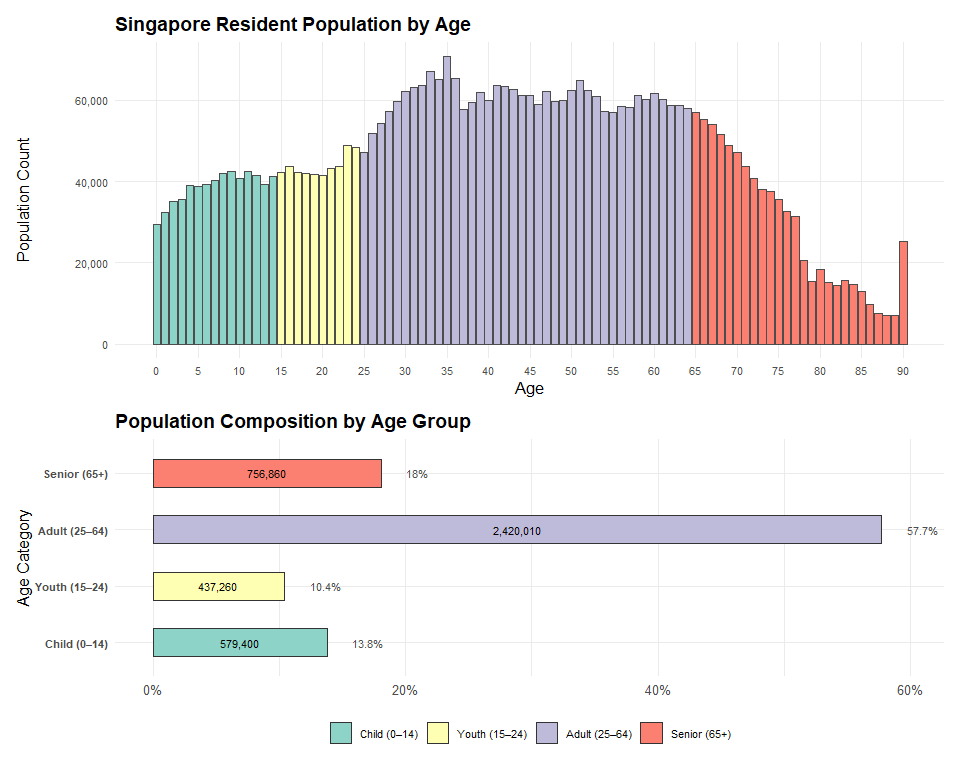 Singapore Resident Population by Age
Population Count
60,000
40,000
20,000
0
0 5 10 15 20 25 30 35 40 45 50 55 60 65 70 75 80 85 90
Age
Population Composition by Age Group
Age Category
Senior (65+) 756,860 18%
Adult (25–64) 2,420,010 57.7%
Youth (15–24) 437,260 10.4%
Child (0–14) 579,400 13.8%
0% 20% 40% 60%
Child (0–14) Youth (15–24) Adult (25–64) Senior (65+)